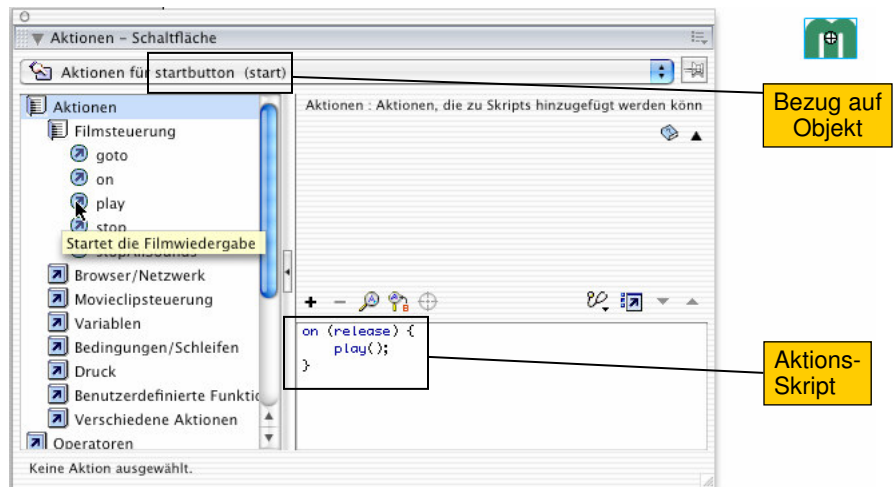 Aktionen – Schaltfläche
Aktionen für startbutton (start)
Bezug auf
Objekt
Aktionen
Filmsteuerung
goto
on
play
stop
Startet die Filmwiedergabe
Browser/Netzwerk
Movieclipsteuerung
Variablen
Bedingungen/Schleifen
Druck
Benutzerdefinierte Funktio
Verschiedene Aktionen
Operatoren
Aktionen : Aktionen, die zu Skripts hinzugefügt werden könn
on (release) {
play();
}
Aktions-
Skript
Keine Aktion ausgewählt.